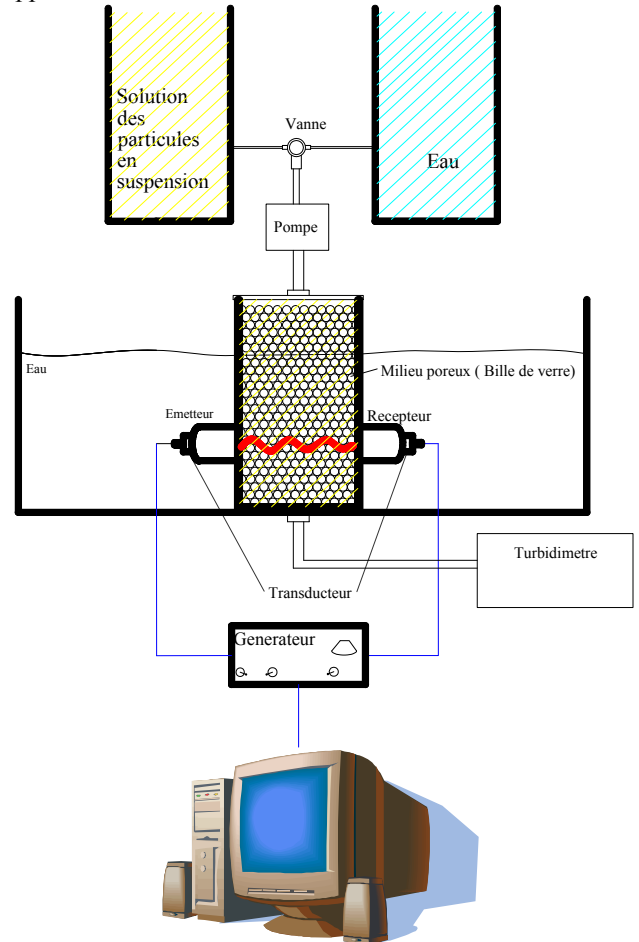 Solution
des
particules
en
suspension
Vanne
Eau
Pompe
Eau
Milieu poreux ( Bille de verre)
Emetteur
Recepteur
Turbidimetre
Transducteur
Generateur